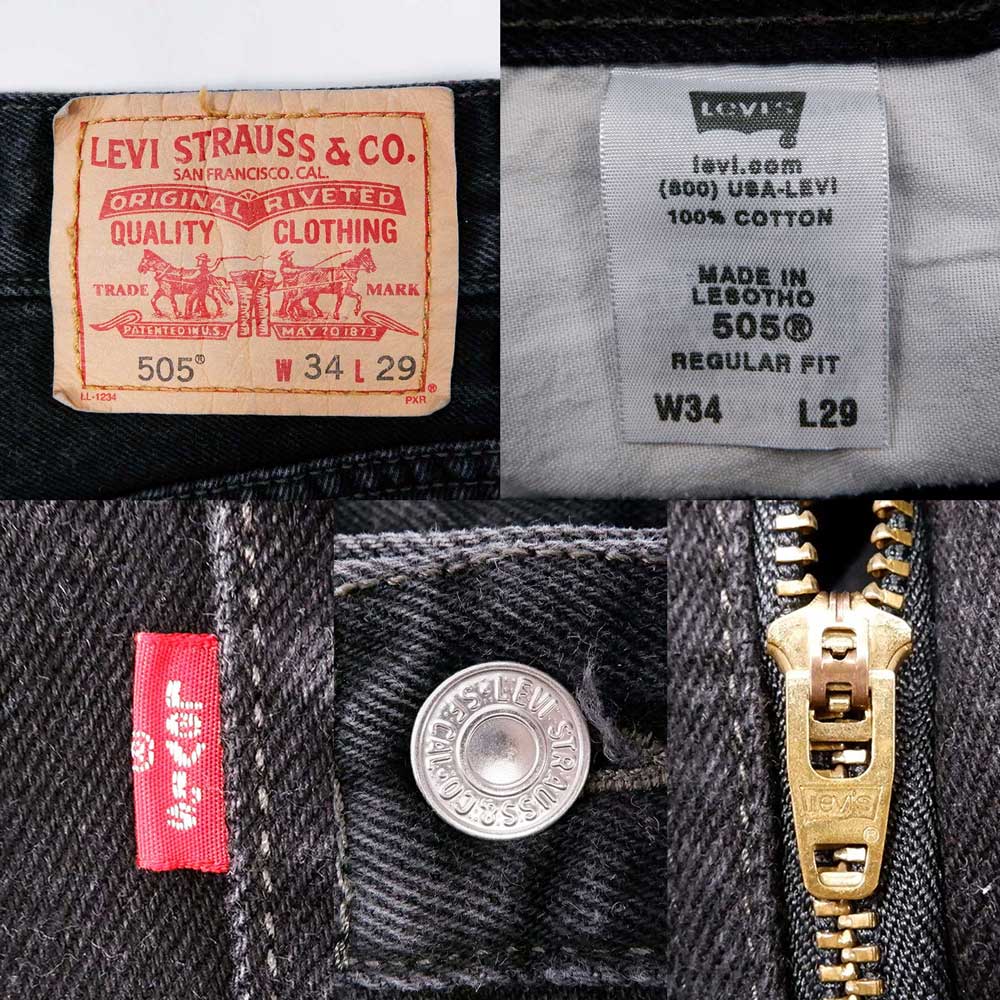 LEVI STRAUSS & CO.
SAN FRANCISCO. CAL.
ORIGINAL RIVETED
QUALITY CLOTHING
TRADE MARK
PATENTED IN U.S. MAY 20 1873
505® W 34 L 29
LL-1234 PXR ®
LEVI'S
®
levi.com
(800) USA-LEVI
100% COTTON
MADE IN
LESOTHO
505®
REGULAR FIT
W34 L29
LEVI'S
®
LEVI STRAUSS & CO. S.F. CAL.
Levi's
®